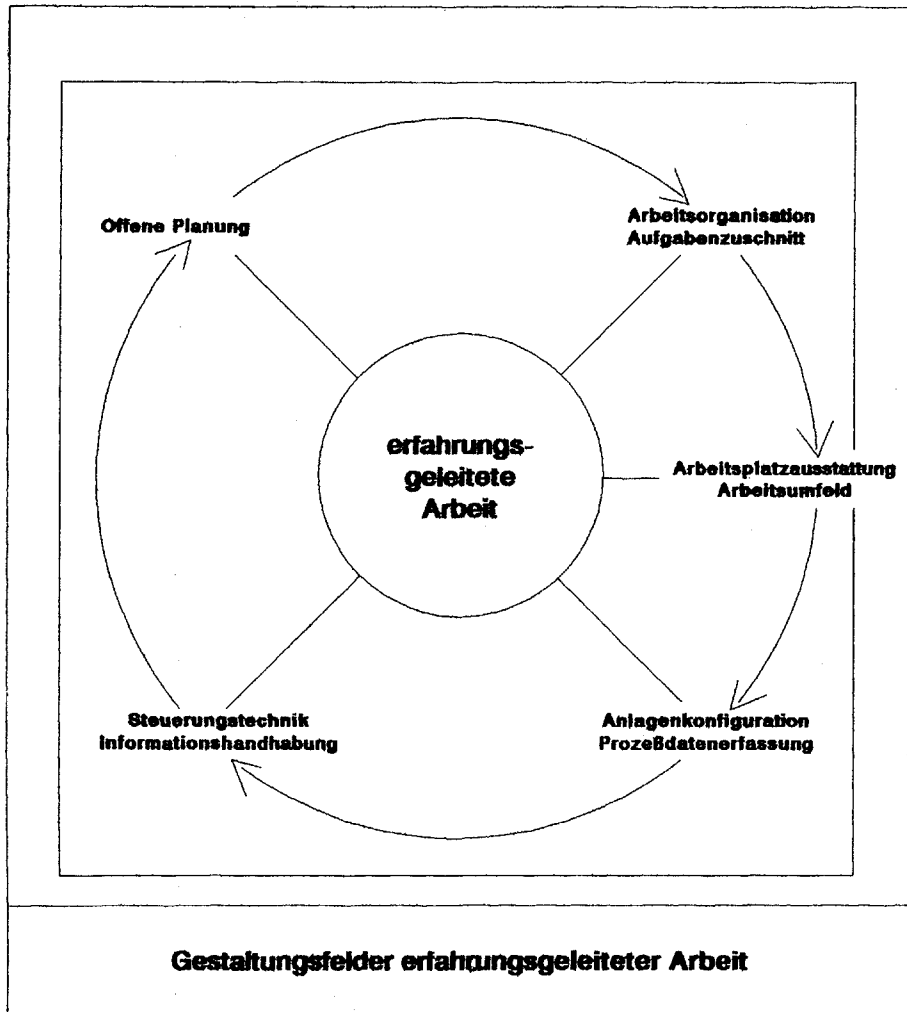 Offene Planung
Arbeitsorganisation
Aufgabenzuschnitt
erfahrungs-
geleitete
Arbeit
Arbeitsplatzausstattung
Arbeitsumfeld
Steuerungstechnik
Informationshandhabung
Anlagenkonfiguration
Prozeßdatenerfassung
Gestaltungsfelder erfahrungsgeleiteter Arbeit